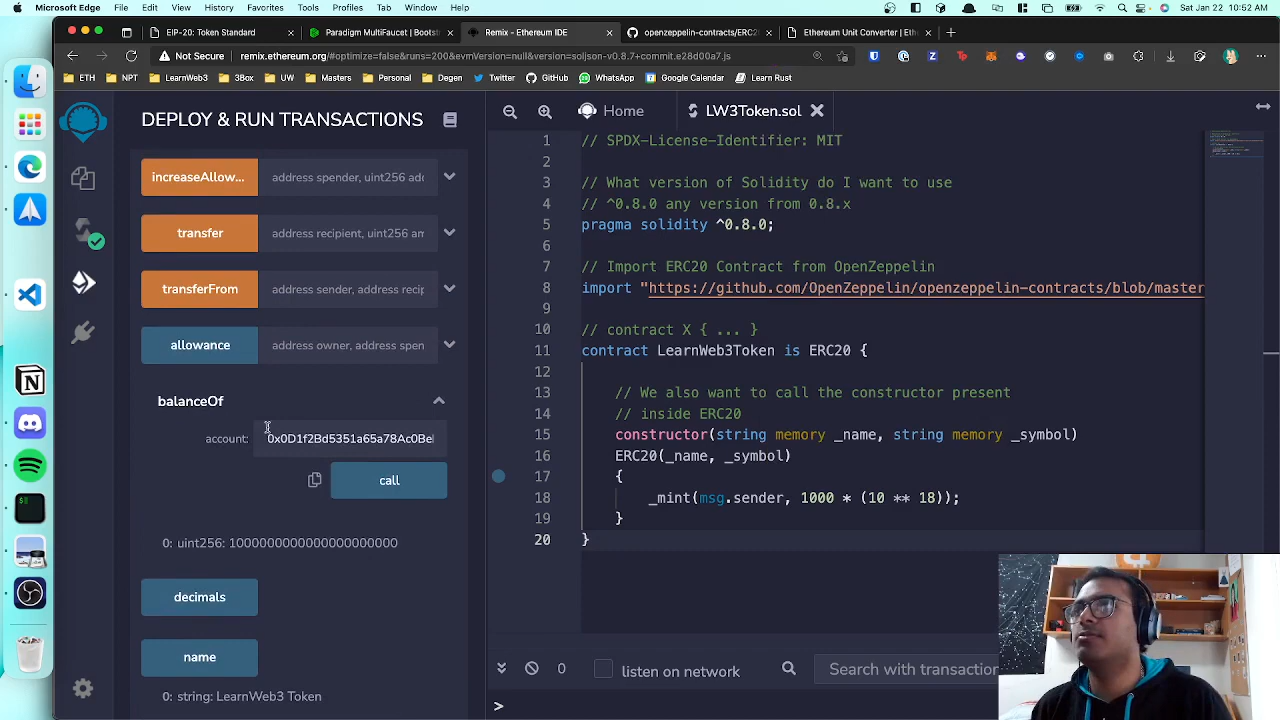 Microsoft Edge File Edit View History Favorites Tools Profiles Tab Window Help Sat Jan 22 10:52 AM
EIP-20: Token Standard Paradigm MultiFaucet | Bootstr Remix - Ethereum IDE openzeppelin-contracts/ERC2 Ethereum Unit Converter | Eth
Not Secure remix.ethereum.org/#optimize=false&runs=200&evmVersion=null&version=soljson-v0.8.7+commit.e28d00a7.js
ETH NPT LearnWeb3 3Box UW Masters Personal Degen Twitter GitHub WhatsApp Google Calendar Learn Rust
DEPLOY & RUN TRANSACTIONS
increaseAllow... address spender, uint256 add
transfer address recipient, uint256 am
transferFrom address sender, address recip
allowance address owner, address spen
balanceOf
account: 0x0D1f2Bd5351a65a78Ac0Be
call
0: uint256: 1000000000000000000000
decimals
name
0: string: LearnWeb3 Token
Home LW3Token.sol
1 // SPDX-License-Identifier: MIT
2
3 // What version of Solidity do I want to use
4 // ^0.8.0 any version from 0.8.x
5 pragma solidity ^0.8.0;
6
7 // Import ERC20 Contract from OpenZeppelin
8 import "https://github.com/OpenZeppelin/openzeppelin-contracts/blob/master
9
10 // contract X { ... }
11 contract LearnWeb3Token is ERC20 {
12
13 // We also want to call the constructor present
14 // inside ERC20
15 constructor(string memory _name, string memory _symbol)
16 ERC20(_name, _symbol)
17 {
18 _mint(msg.sender, 1000 * (10 ** 18));
19 }
20 }
0 listen on network Search with transaction
>